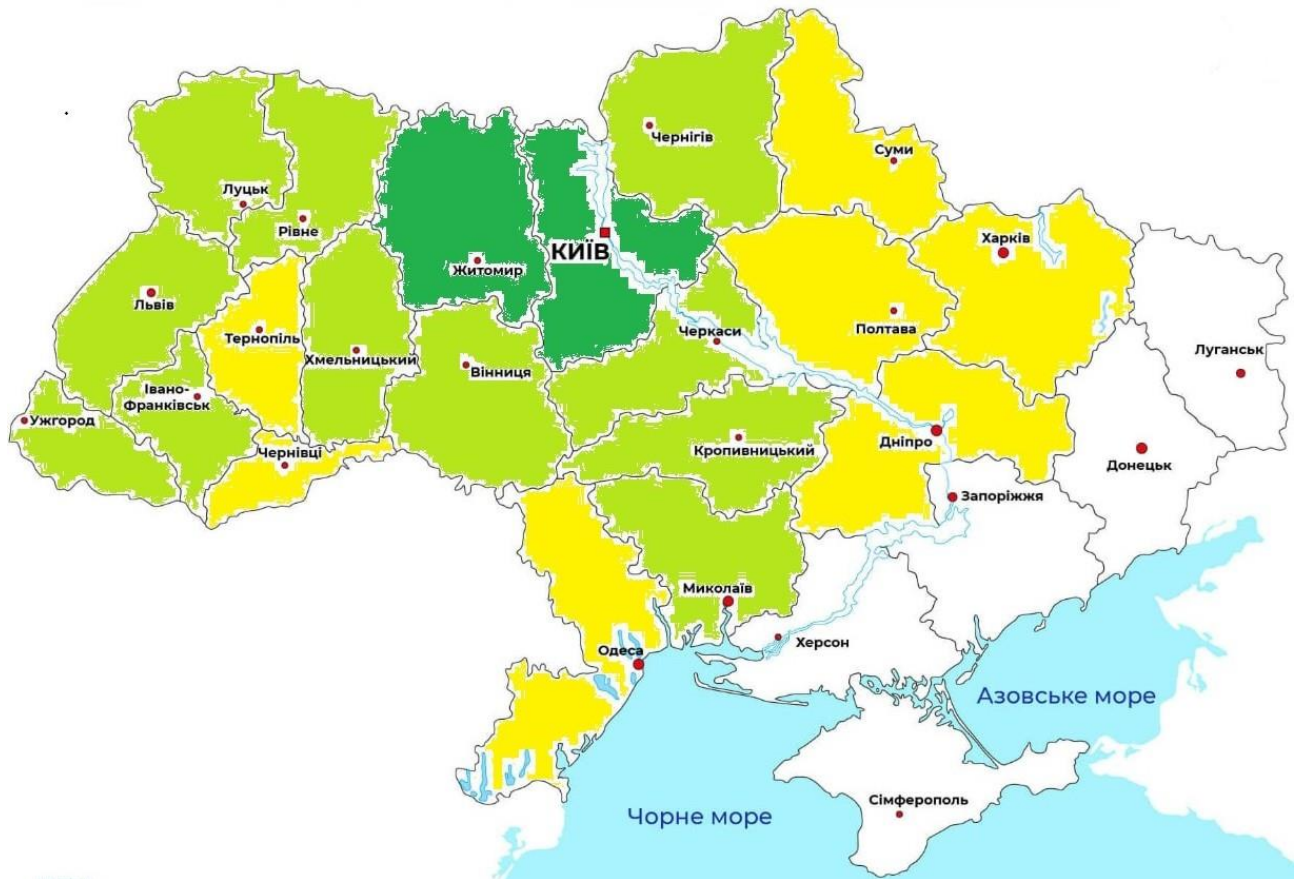 Чернігів
Суми
Луцьк
Рівне
КИЇВ
Харків
Житомир
Львів
Тернопіль
Хмельницький
Черкаси
Полтава
Луганськ
Вінниця
Івано-
Франківськ
Ужгород
Чернівці
Кропивницький
Дніпро
Донецьк
Запоріжжя
Миколаїв
Херсон
Одеса
Азовське море
Сімферополь
Чорне море